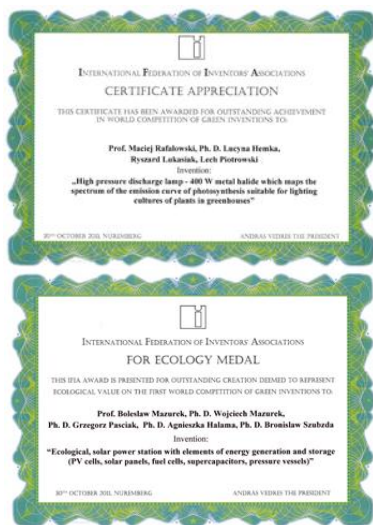 INTERNATIONAL FEDERATION OF INVENTORS' ASSOCIATIONS
CERTIFICATE APPRECIATION
THIS CERTIFICATE HAS BEEN AWARDED FOR OUTSTANDING ACHIEVEMENT
IN WORLD COMPETITION OF GREEN INVENTIONS TO:
Prof. Maciej Rafałowski, Ph. D. Lucyna Hemka,
Ryszard Lukasiak, Lech Piotrowski
Invention:
„High pressure discharge lamp - 400 W metal halide which maps the
spectrum of the emission curve of photosynthesis suitable for lighting
cultures of plants in greenhouses"
30TH OCTOBER 2011, NUREMBERG
ANDRAS VEDRES THE PRESIDENT
INTERNATIONAL FEDERATION OF INVENTORS' ASSOCIATIONS
FOR ECOLOGY MEDAL
THIS IFIA AWARD IS PRESENTED FOR OUTSTANDING CREATION DEEMED TO REPRESENT
ECOLOGICAL VALUE ON THE FIRST WORLD COMPETITION OF GREEN INVENTIONS TO:
Prof. Boleslaw Mazurek, Ph. D. Wojciech Mazurek,
Ph. D. Grzegorz Pasciak, Ph. D. Agnieszka Halama, Ph. D. Bronislaw Szubzda
Invention:
"Ecological, solar power station with elements of energy generation and storage
(PV cells, solar panels, fuel cells, supercapacitors, pressure vessels)"
30TH OCTOBER 2011, NUREMBERG
ANDRAS VEDRES THE PRESIDENT